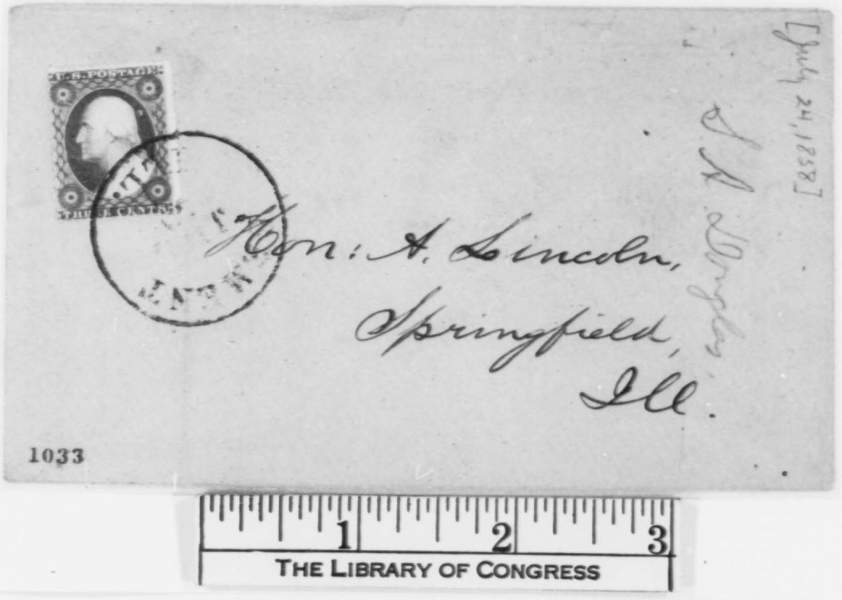 U.S. POSTAGE
THREE CENTS
Hon: A. Lincoln,
Springfield,
Ill.
[July 24, 1858]
S A Douglas,
1033
1 2 3
THE LIBRARY OF CONGRESS